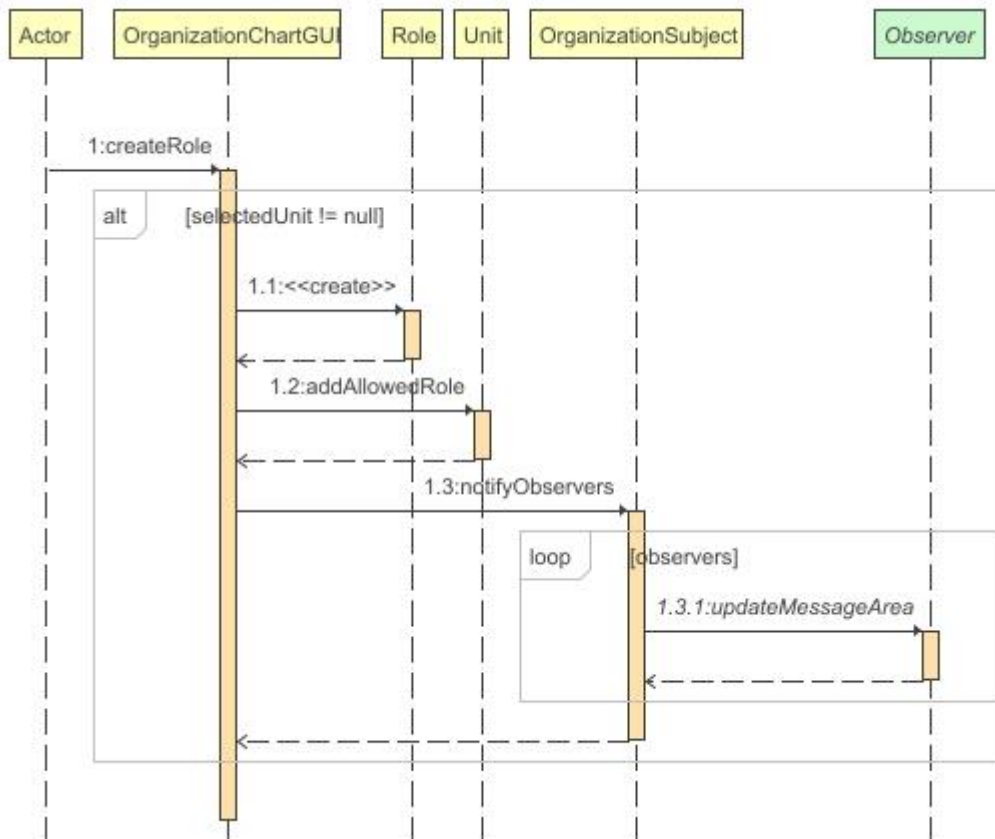 Actor OrganizationChartGUI Role Unit OrganizationSubject Observer
1:createRole
alt [selectedUnit != null]
1.1:<<create>>
1.2:addAllowedRole
1.3:notifyObservers
loop [observers]
1.3.1:updateMessageArea